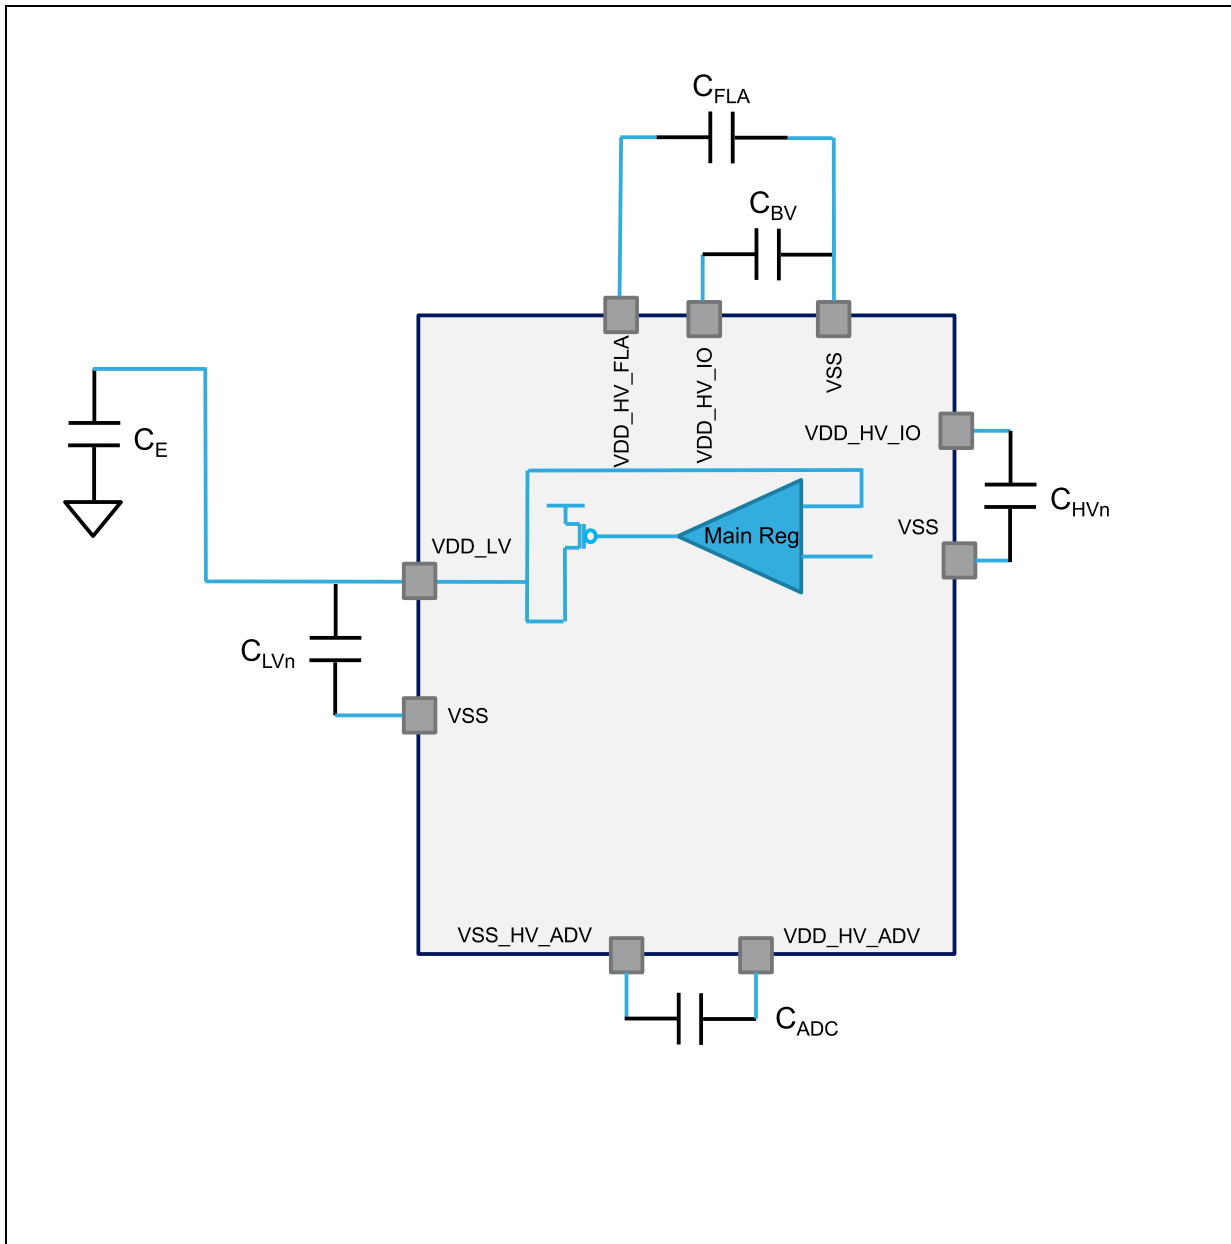 CFLA
CBV
VDD_HV_FLA
VDD_HV_IO
VSS
VDD_HV_IO
CE
CHVn
VSS
Main Reg
VDD_LV
CLVn
VSS
VSS_HV_ADV
VDD_HV_ADV
CADC